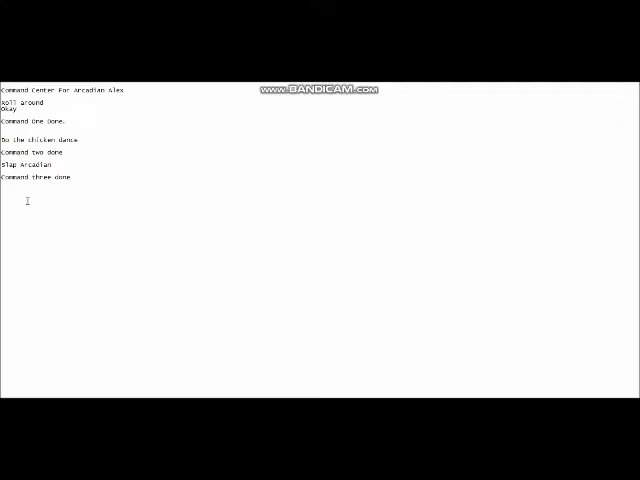 www.BANDICAM.com
Command Center For Arcadian Alex
Roll around
Okay
Command One Done.
Do the chicken dance
Command two done
Slap Arcadian
Command three done